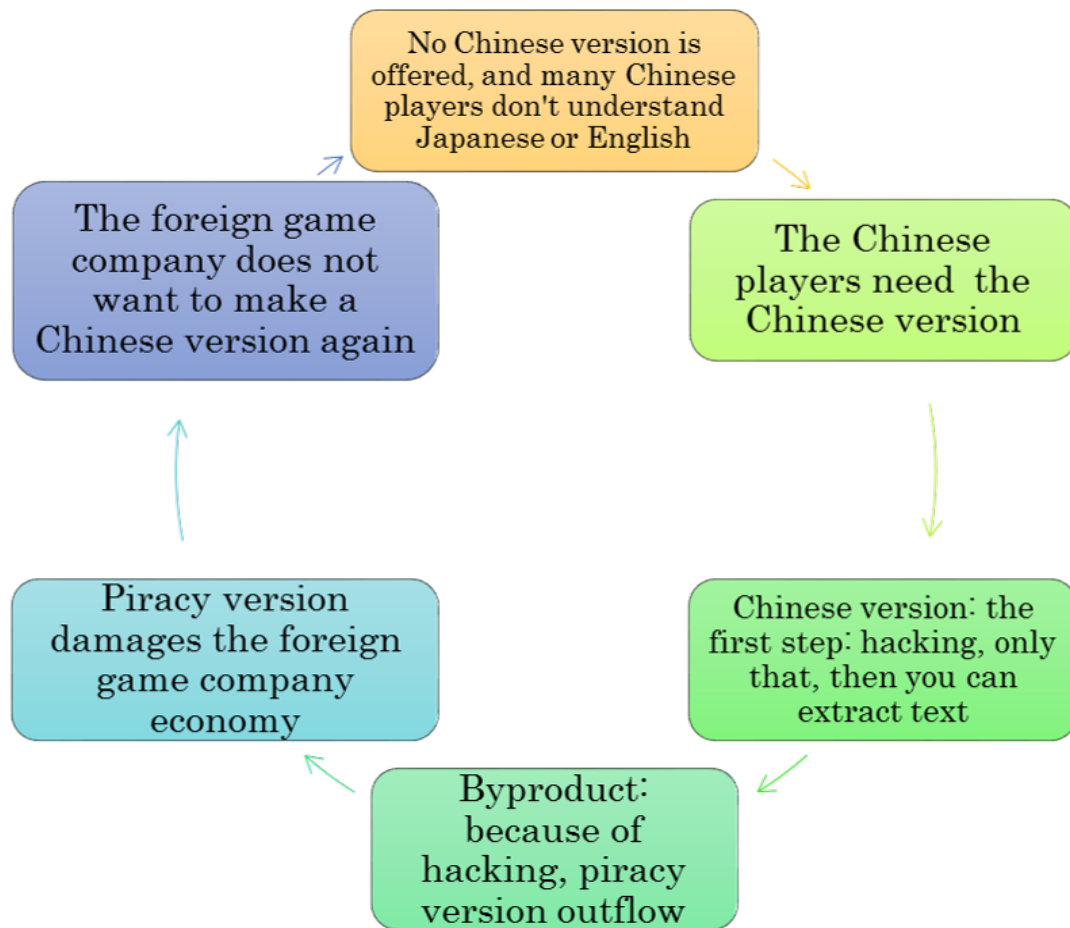 No Chinese version is
offered, and many Chinese
players don't understand
Japanese or English
The Chinese
players need the
Chinese version
Chinese version: the
first step: hacking, only
that, then you can
extract text
Byproduct:
because of
hacking, piracy
version outflow
Piracy version
damages the foreign
game company
economy
The foreign game
company does not
want to make a
Chinese version again